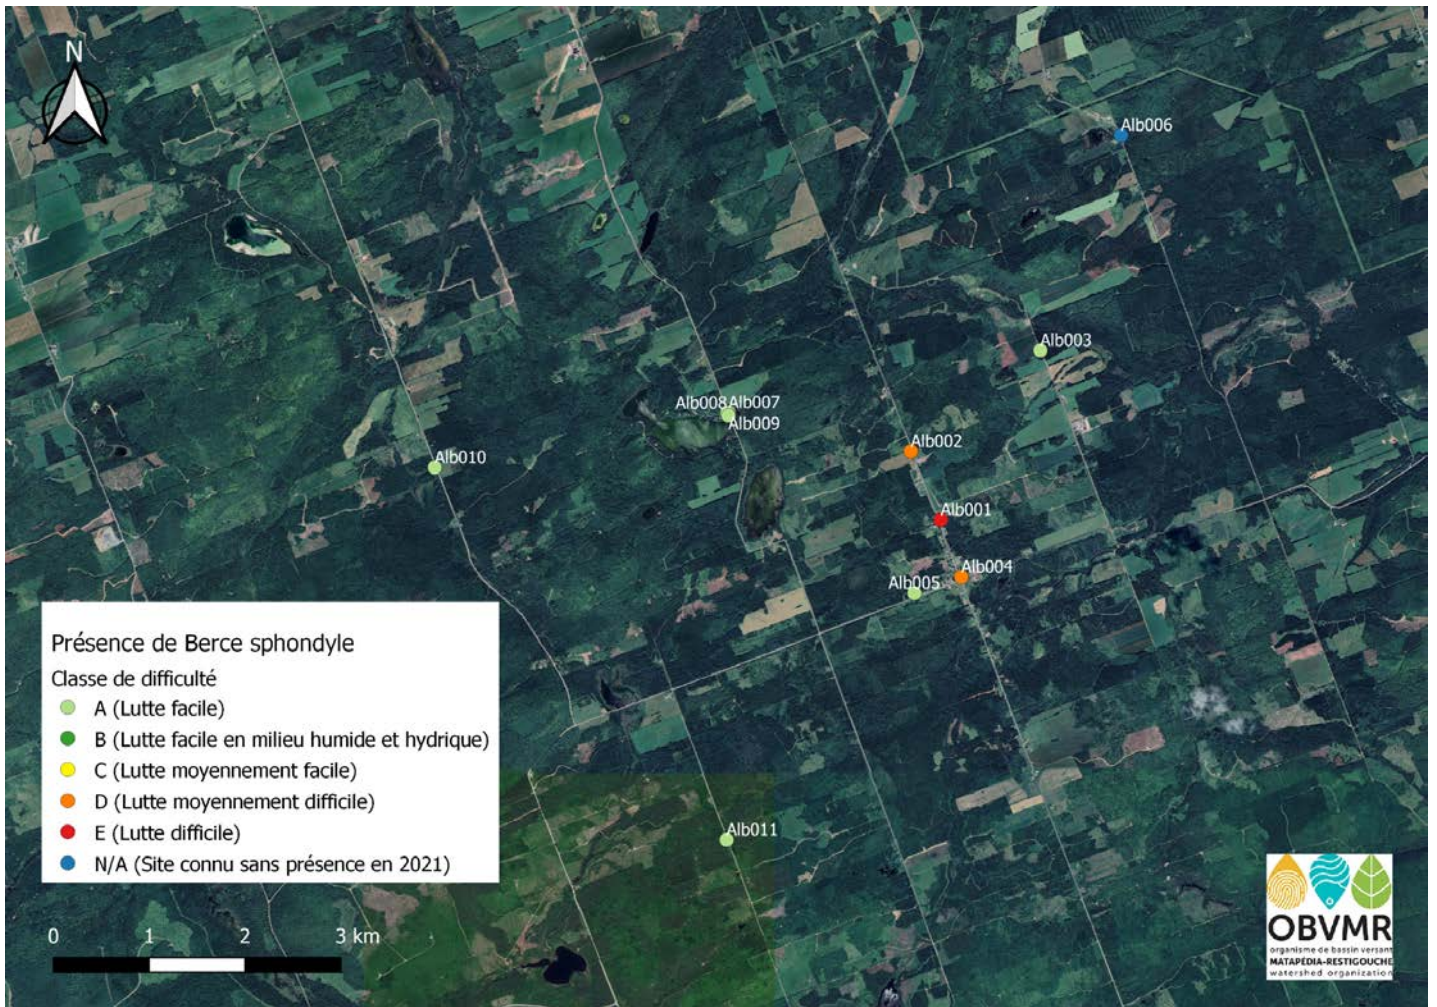 N
Alb006
Alb003
Alb008 Alb007
Alb009
Alb002
Alb010
Alb001
Alb004
Alb005
Présence de Berce sphondyle
Classe de difficulté
A (Lutte facile)
B (Lutte facile en milieu humide et hydrique)
C (Lutte moyennement facile)
D (Lutte moyennement difficile)
E (Lutte difficile)
N/A (Site connu sans présence en 2021)
Alb011
0 1 2 3 km
OBVMR
organisme de bassin versant
MATAPÉDIA-RESTIGOUCHE
watershed organization